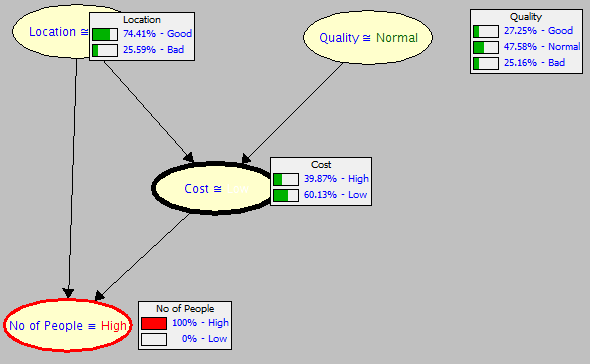 Location ≅
Location
74.41% - Good
25.59% - Bad
Quality ≅ Normal
Quality
27.25% - Good
47.58% - Normal
25.16% - Bad
Cost ≅ Low
Cost
39.87% - High
60.13% - Low
No of People ≅ High
No of People
100% - High
0% - Low